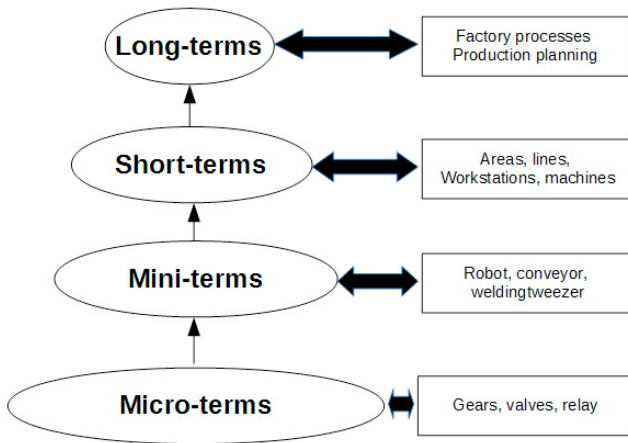 Long-terms
Factory processes
Production planning
Short-terms
Areas, lines,
Workstations, machines
Mini-terms
Robot, conveyor,
weldingtweezer
Micro-terms
Gears, valves, relay